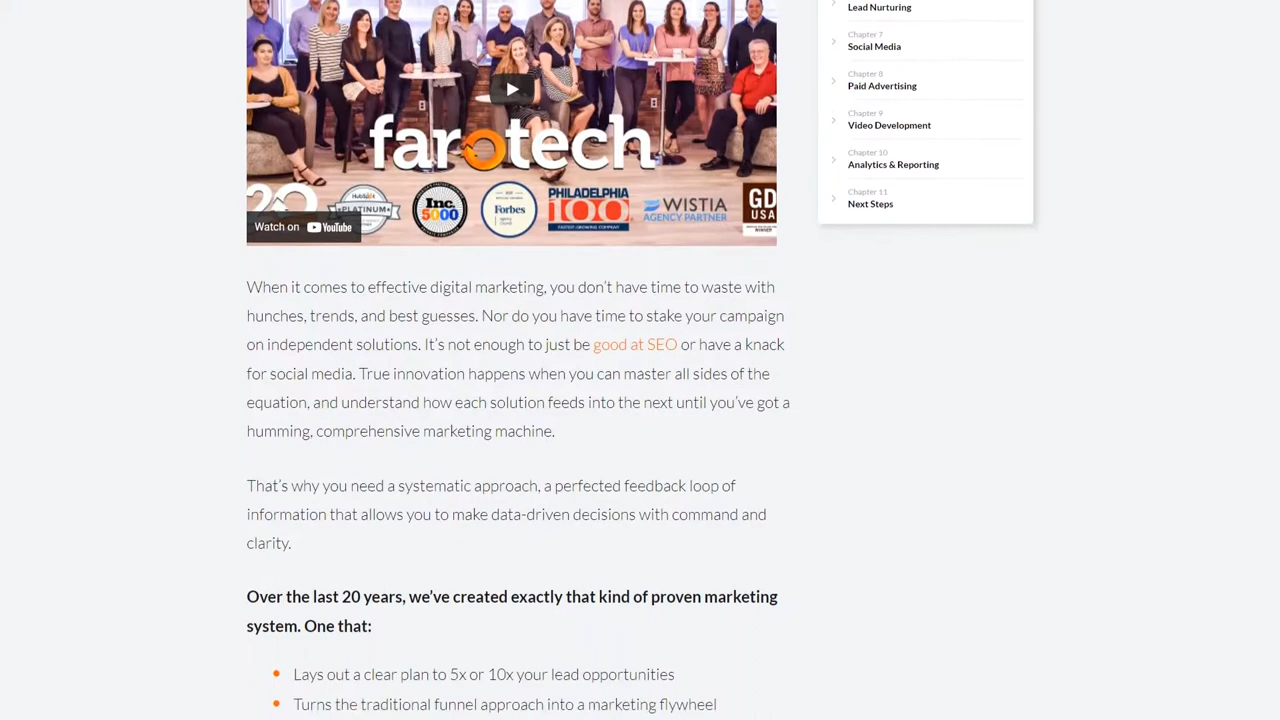 farotech
20
HubSpot
PLATINUM
Inc.
5000
Forbes
PHILADELPHIA
100
FASTEST-GROWING COMPANY
WISTIA
AGENCY PARTNER
GD
USA
Watch on YouTube
When it comes to effective digital marketing, you don’t have time to waste with
hunches, trends, and best guesses. Nor do you have time to stake your campaign
on independent solutions. It’s not enough to just be good at SEO or have a knack
for social media. True innovation happens when you can master all sides of the
equation, and understand how each solution feeds into the next until you’ve got a
humming, comprehensive marketing machine.
That’s why you need a systematic approach, a perfected feedback loop of
information that allows you to make data-driven decisions with command and
clarity.
Over the last 20 years, we’ve created exactly that kind of proven marketing
system. One that:
Lays out a clear plan to 5x or 10x your lead opportunities
Turns the traditional funnel approach into a marketing flywheel
Lead Nurturing
Chapter 7
Social Media
Chapter 8
Paid Advertising
Chapter 9
Video Development
Chapter 10
Analytics & Reporting
Chapter 11
Next Steps